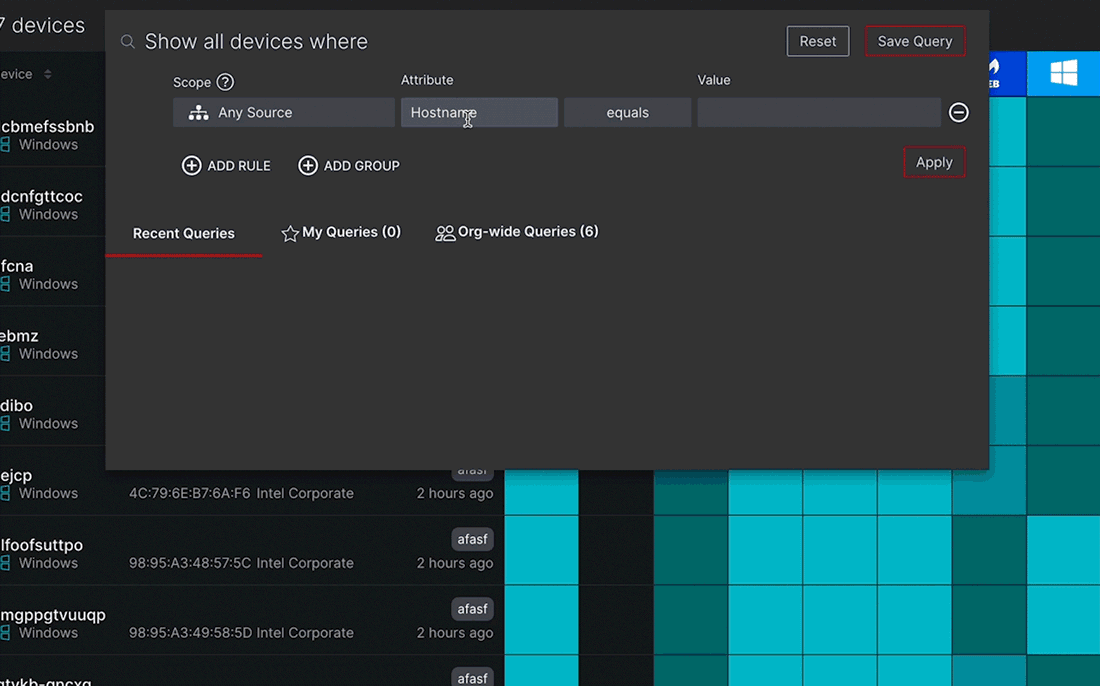 7 devices
Show all devices where
Reset
Save Query
evice
Scope ?
Attribute
Value
Any Source
Hostname
equals
ADD RULE
ADD GROUP
Apply
Recent Queries
My Queries (0)
Org-wide Queries (6)
EB
cbmefssbnb
Windows
dcnfgttcoc
Windows
fcna
Windows
ebmz
Windows
dibo
Windows
ejcp
afasf
Windows
4C:79:6E:B7:6A:F6 Intel Corporate
2 hours ago
lfoofsuttpo
afasf
Windows
98:95:A3:48:57:5C Intel Corporate
2 hours ago
mgppgtvuuqp
afasf
Windows
98:95:A3:49:58:5D Intel Corporate
2 hours ago
afasf